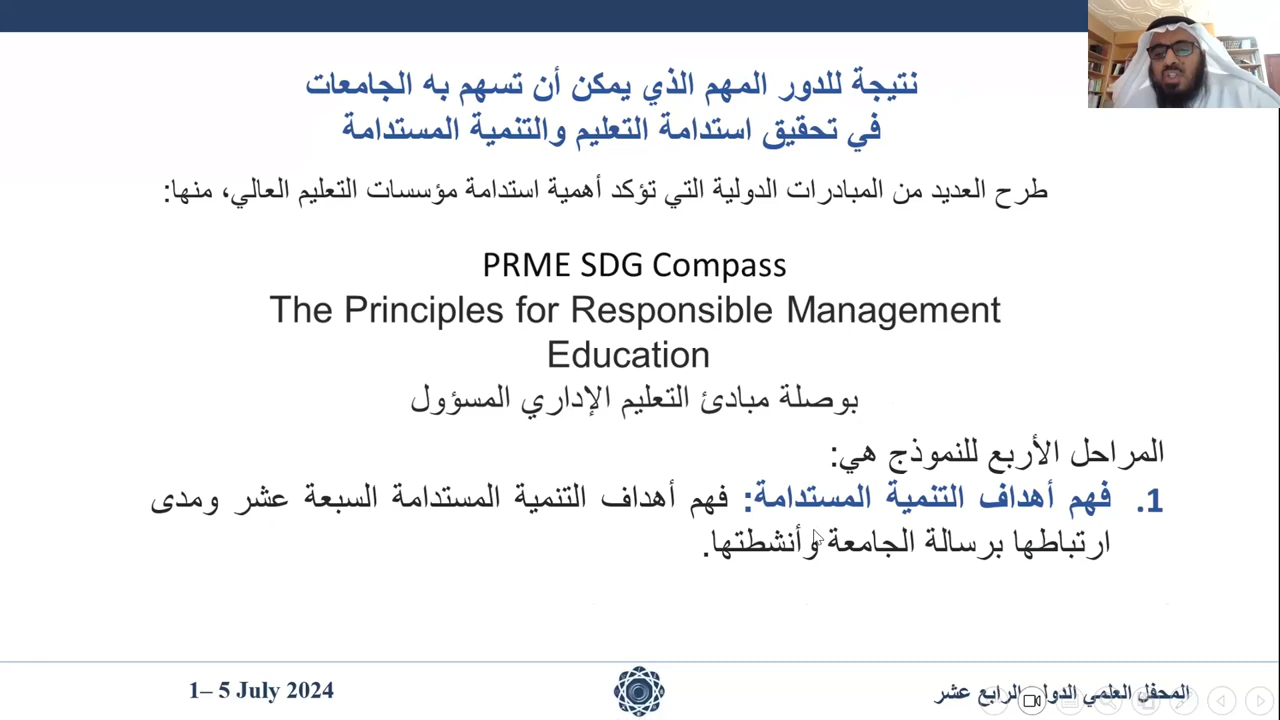 نتيجة للدور المهم الذي يمكن أن تسهم به الجامعات
في تحقيق استدامة التعليم والتنمية المستدامة
طرح العديد من المبادرات الدولية التي تؤكد أهمية استدامة مؤسسات التعليم العالي، منها:
PRME SDG Compass
The Principles for Responsible Management
Education
بوصلة مبادئ التعليم الإداري المسؤول
المراحل الأربع للنموذج هي:
1. فهم أهداف التنمية المستدامة: فهم أهداف التنمية المستدامة السبعة عشر ومدى
ارتباطها برسالة الجامعة وأنشطتها.
1– 5 July 2024
المحفل العلمي الدولي الرابع عشر